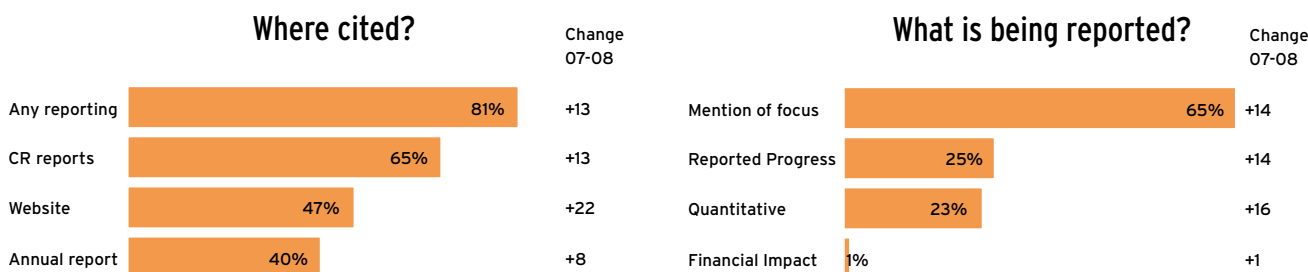 Where cited?
Change
07-08
Any reporting 81% +13
CR reports 65% +13
Website 47% +22
Annual report 40% +8
What is being reported?
Change
07-08
Mention of focus 65% +14
Reported Progress 25% +14
Quantitative 23% +16
Financial Impact 1% +1